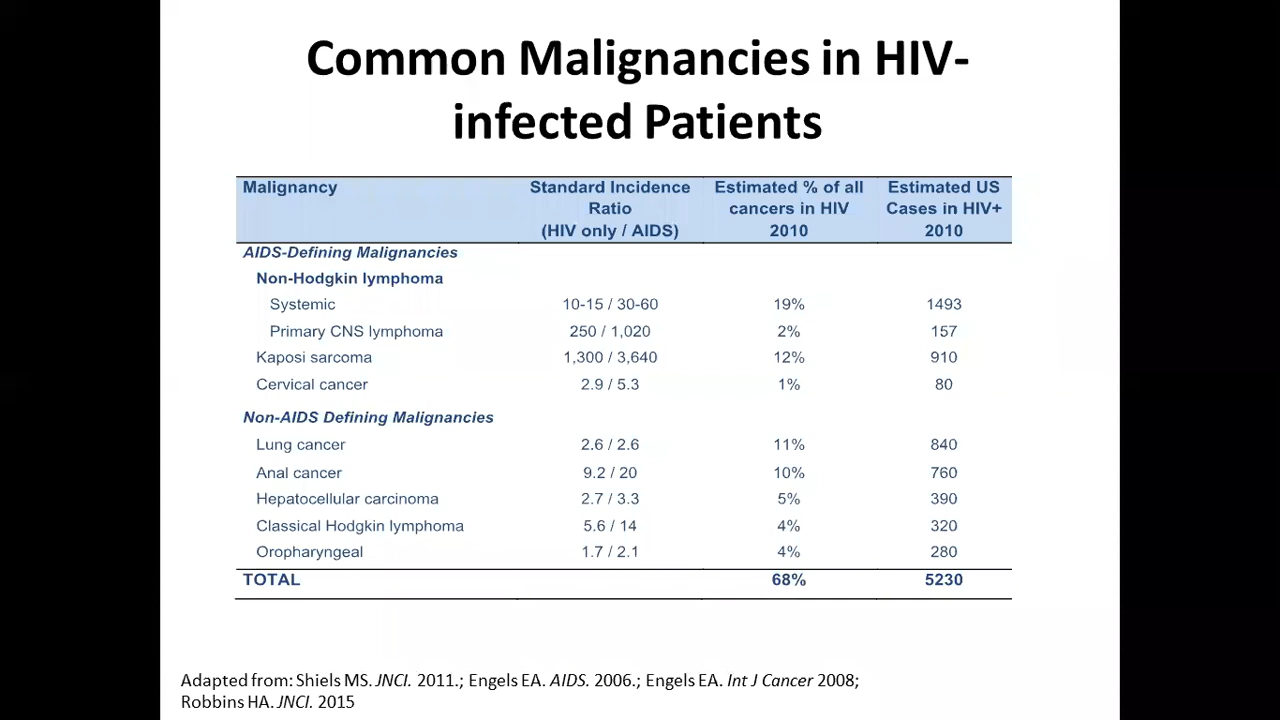 Common Malignancies in HIV-
infected Patients
Malignancy Standard Incidence Estimated % of all Estimated US
Ratio cancers in HIV Cases in HIV+
(HIV only / AIDS) 2010 2010
AIDS-Defining Malignancies
Non-Hodgkin lymphoma
Systemic 10-15 / 30-60 19% 1493
Primary CNS lymphoma 250 / 1,020 2% 157
Kaposi sarcoma 1,300 / 3,640 12% 910
Cervical cancer 2.9 / 5.3 1% 80
Non-AIDS Defining Malignancies
Lung cancer 2.6 / 2.6 11% 840
Anal cancer 9.2 / 20 10% 760
Hepatocellular carcinoma 2.7 / 3.3 5% 390
Classical Hodgkin lymphoma 5.6 / 14 4% 320
Oropharyngeal 1.7 / 2.1 4% 280
TOTAL 68% 5230
Adapted from: Shiels MS. JNCI. 2011.; Engels EA. AIDS. 2006.; Engels EA. Int J Cancer 2008;
Robbins HA. JNCI. 2015